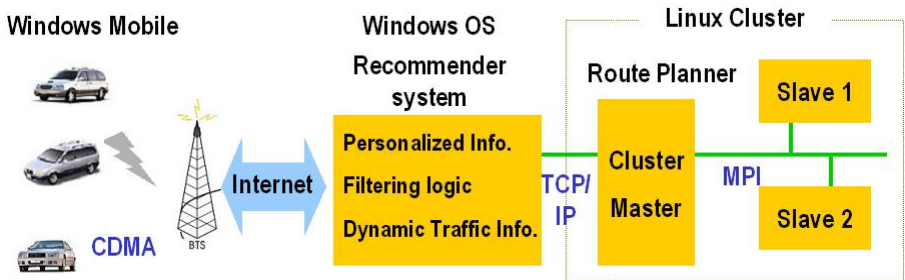 Windows Mobile
CDMA
BTS
Internet
Windows OS
Recommender
system
Personalized Info.
Filtering logic
Dynamic Traffic Info.
TCP/
IP
Linux Cluster
Route Planner
Cluster
Master
MPI
Slave 1
Slave 2